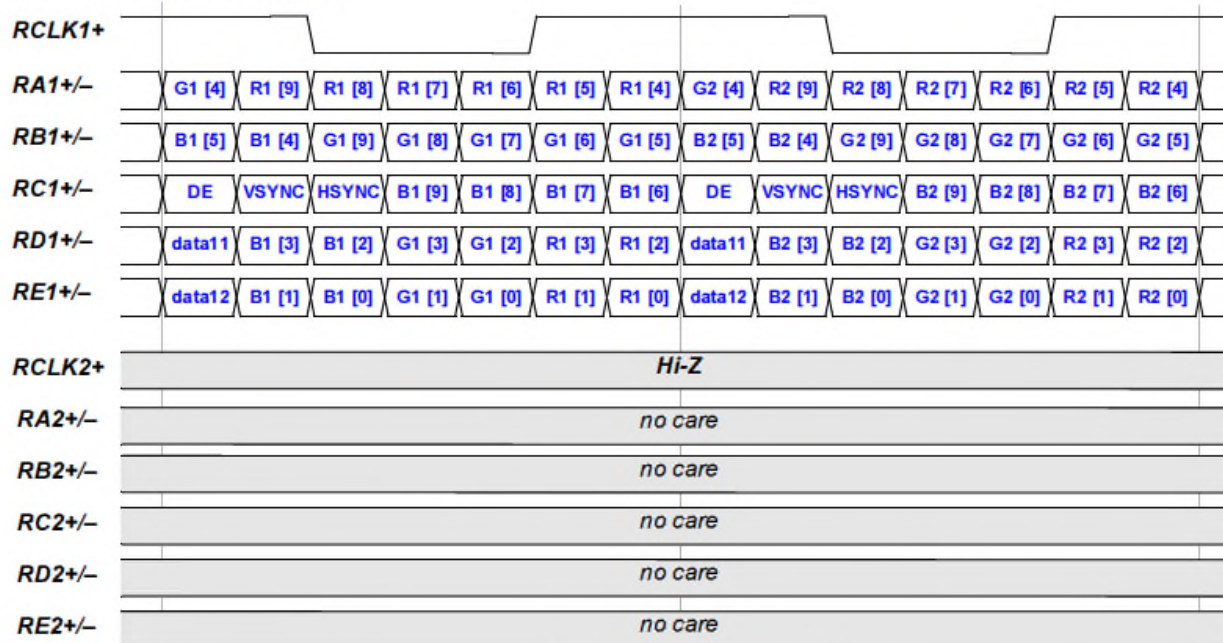 RCLK1+
RA1+/– G1 [4] R1 [9] R1 [8] R1 [7] R1 [6] R1 [5] R1 [4] G2 [4] R2 [9] R2 [8] R2 [7] R2 [6] R2 [5] R2 [4]
RB1+/– B1 [5] B1 [4] G1 [9] G1 [8] G1 [7] G1 [6] G1 [5] B2 [5] B2 [4] G2 [9] G2 [8] G2 [7] G2 [6] G2 [5]
RC1+/– DE VSYNC HSYNC B1 [9] B1 [8] B1 [7] B1 [6] DE VSYNC HSYNC B2 [9] B2 [8] B2 [7] B2 [6]
RD1+/– data11 B1 [3] B1 [2] G1 [3] G1 [2] R1 [3] R1 [2] data11 B2 [3] B2 [2] G2 [3] G2 [2] R2 [3] R2 [2]
RE1+/– data12 B1 [1] B1 [0] G1 [1] G1 [0] R1 [1] R1 [0] data12 B2 [1] B2 [0] G2 [1] G2 [0] R2 [1] R2 [0]
RCLK2+ Hi-Z
RA2+/– no care
RB2+/– no care
RC2+/– no care
RD2+/– no care
RE2+/– no care